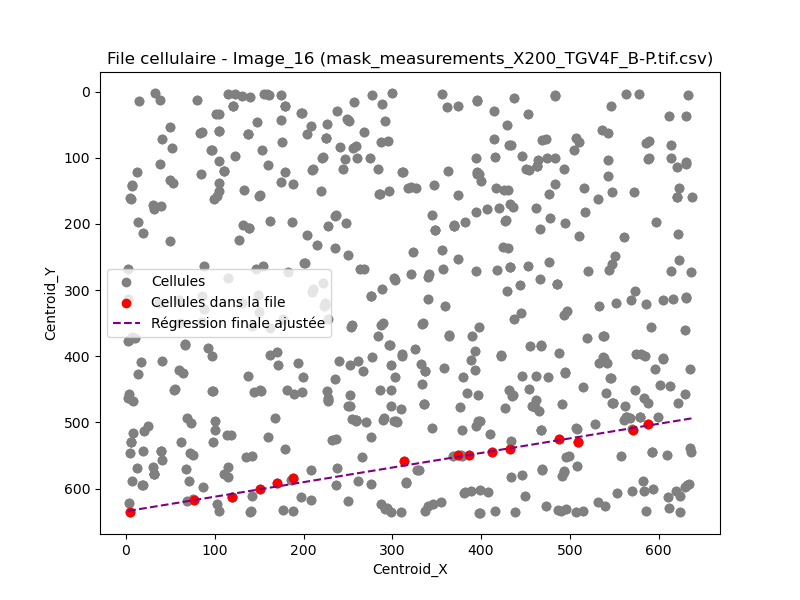 File cellulaire - Image_16 (mask_measurements_X200_TGV4F_B-P.tif.csv)
0
100
200
300
400
500
600
Centroid_Y
Cellules
Cellules dans la file
Régression finale ajustée
0 100 200 300 400 500 600
Centroid_X